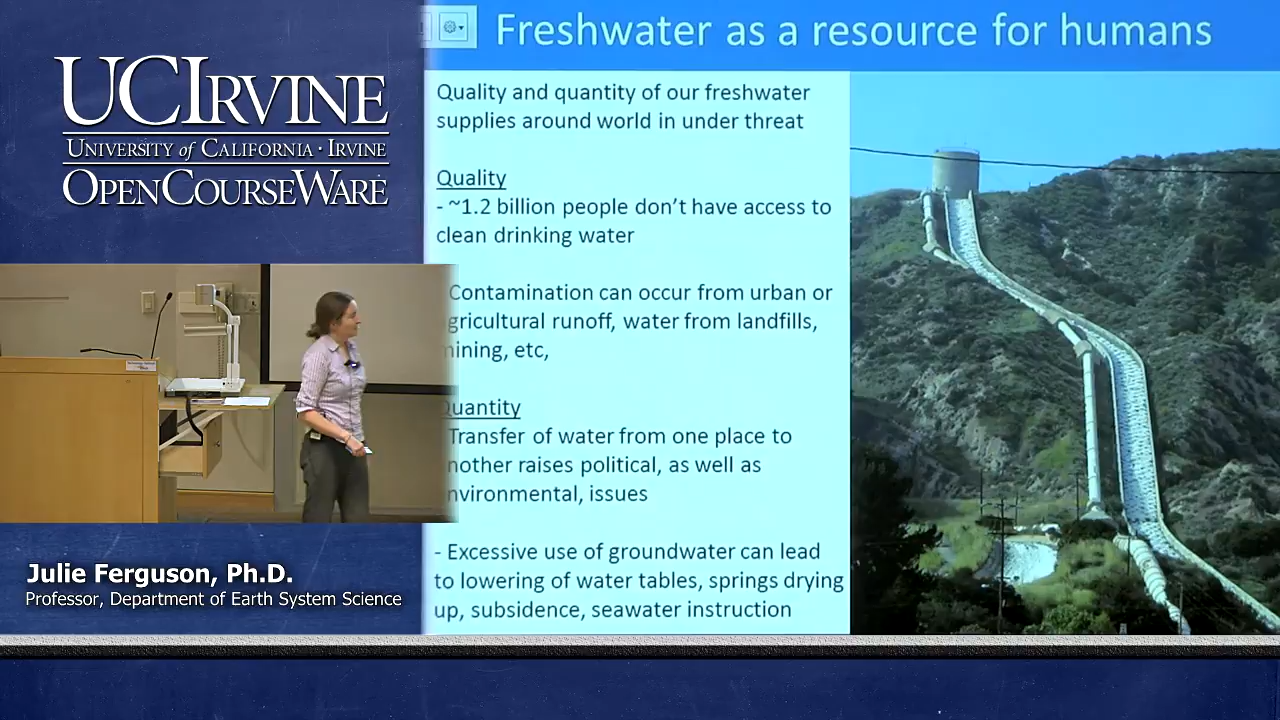 UCIRVINE
UNIVERSITY of CALIFORNIA · IRVINE
OPENCOURSEWARE
Freshwater as a resource for humans
Quality and quantity of our freshwater
supplies around world in under threat
Quality
- ~1.2 billion people don't have access to
clean drinking water
Contamination can occur from urban or
gricultural runoff, water from landfills,
ining, etc,
Quantity
Transfer of water from one place to
nother raises political, as well as
nvironmental, issues
- Excessive use of groundwater can lead
to lowering of water tables, springs drying
up, subsidence, seawater instruction
Julie Ferguson, Ph.D.
Professor, Department of Earth System Science